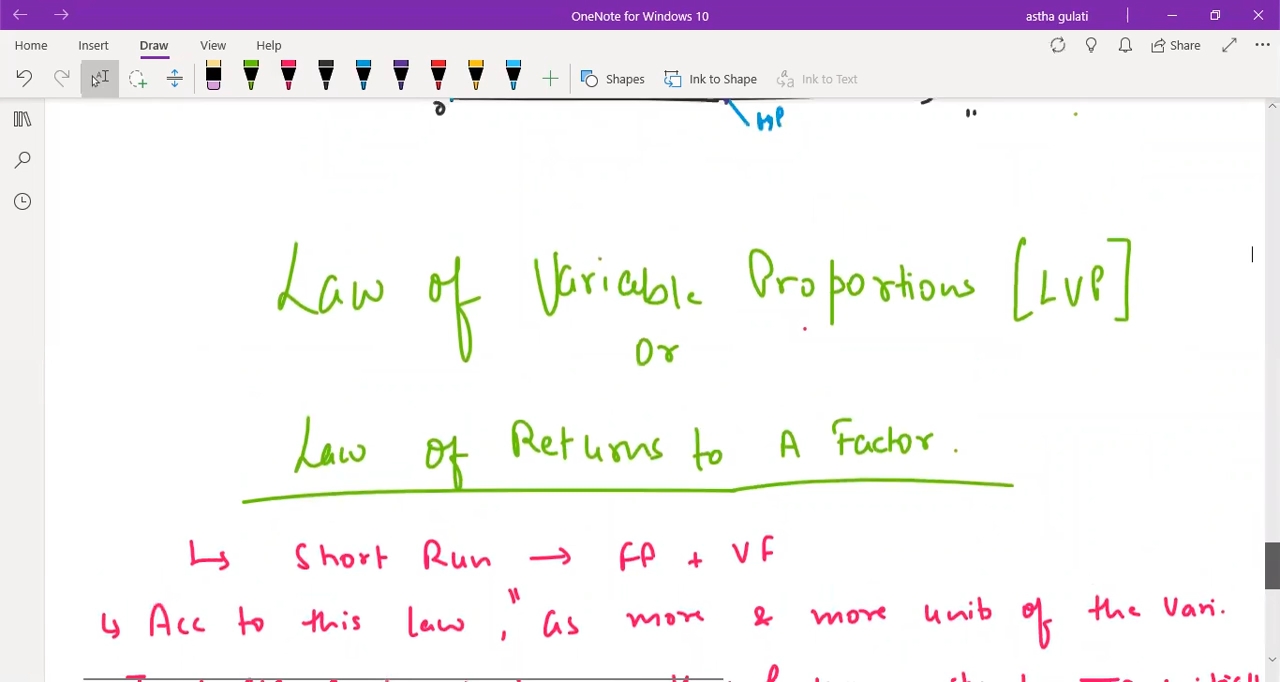 OneNote for Windows 10
astha gulati
Home Insert Draw View Help
Share
Shapes
Ink to Shape
Ink to Text
MP
Law of Variable Proportions [LVP]
Or
Law of Returns to A Factor.
Short Run → FP + VF
Acc to this law, "as more & more unib of the Vari.